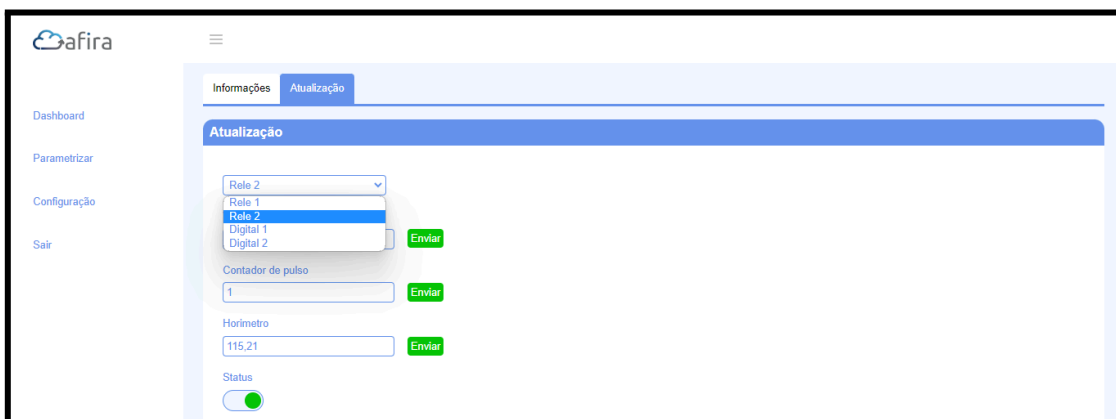 afira
Informações Atualização
Dashboard
Atualização
Parametrizar
Rele 2
Configuração
Rele 1
Rele 2
Digital 1
Digital 2
Sair
Enviar
Contador de pulso
1 Enviar
Horimetro
115,21 Enviar
Status